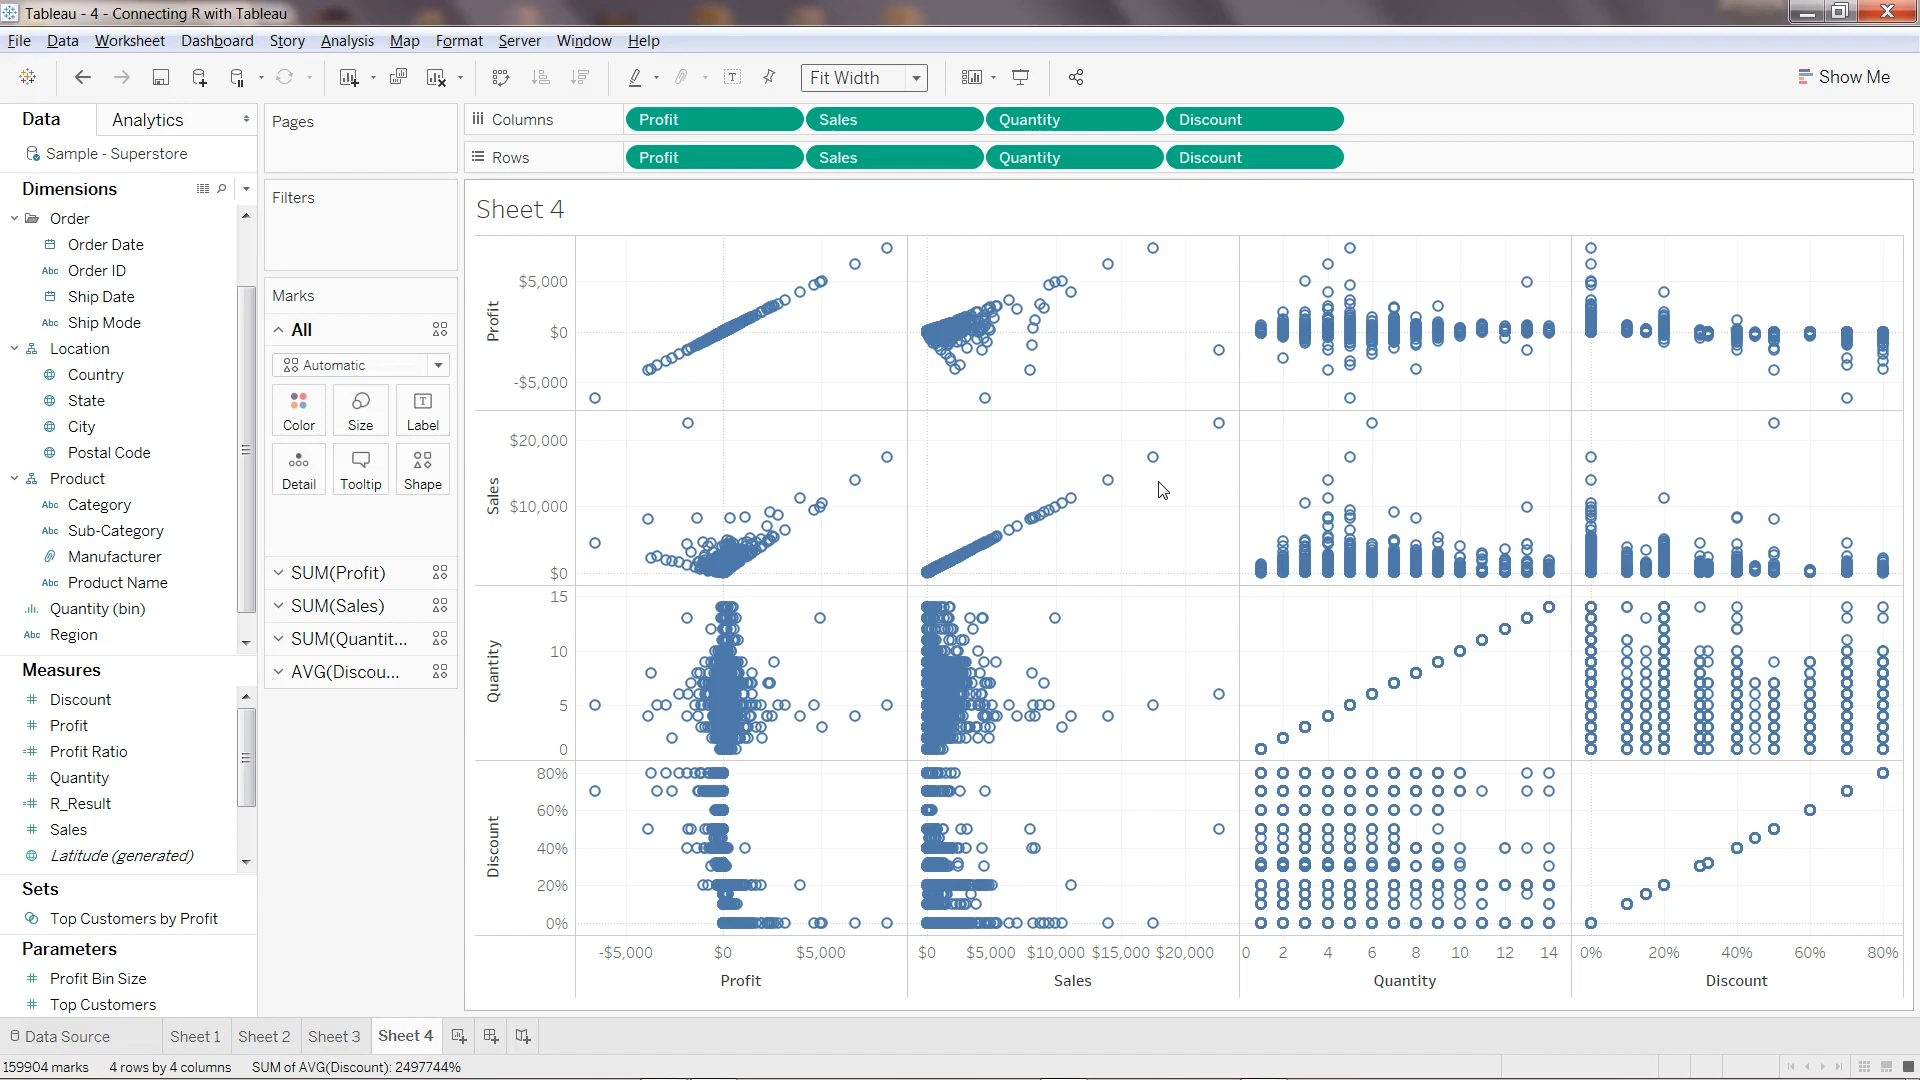 Tableau - 4 - Connecting R with Tableau
File Data Worksheet Dashboard Story Analysis Map Format Server Window Help
Fit Width
Show Me
Data Analytics
Sample - Superstore
Dimensions
Order
Order Date
Abc Order ID
Ship Date
Abc Ship Mode
Location
Country
State
City
Postal Code
Product
Abc Category
Abc Sub-Category
Manufacturer
Abc Product Name
Quantity (bin)
Abc Region
Measures
# Discount
# Profit
=# Profit Ratio
# Quantity
=# R_Result
# Sales
Latitude (generated)
Sets
Top Customers by Profit
Parameters
# Profit Bin Size
# Top Customers
Pages
Filters
Marks
All
Automatic
Color Size Label
Detail Tooltip Shape
SUM(Profit)
SUM(Sales)
SUM(Quantit...
AVG(Discou...
Columns Profit Sales Quantity Discount
Rows Profit Sales Quantity Discount
Sheet 4
Profit
$5,000
$0
-$5,000
Sales
$20,000
$10,000
$0
Quantity
15
10
5
0
Discount
80%
60%
40%
20%
0%
-$5,000 $0 $5,000 $0 $5,000 $10,000 $15,000 $20,000 0 2 4 6 8 10 12 14 0% 20% 40% 60% 80%
Profit Sales Quantity Discount
Data Source Sheet 1 Sheet 2 Sheet 3 Sheet 4
159904 marks 4 rows by 4 columns SUM of AVG(Discount): 2497744%